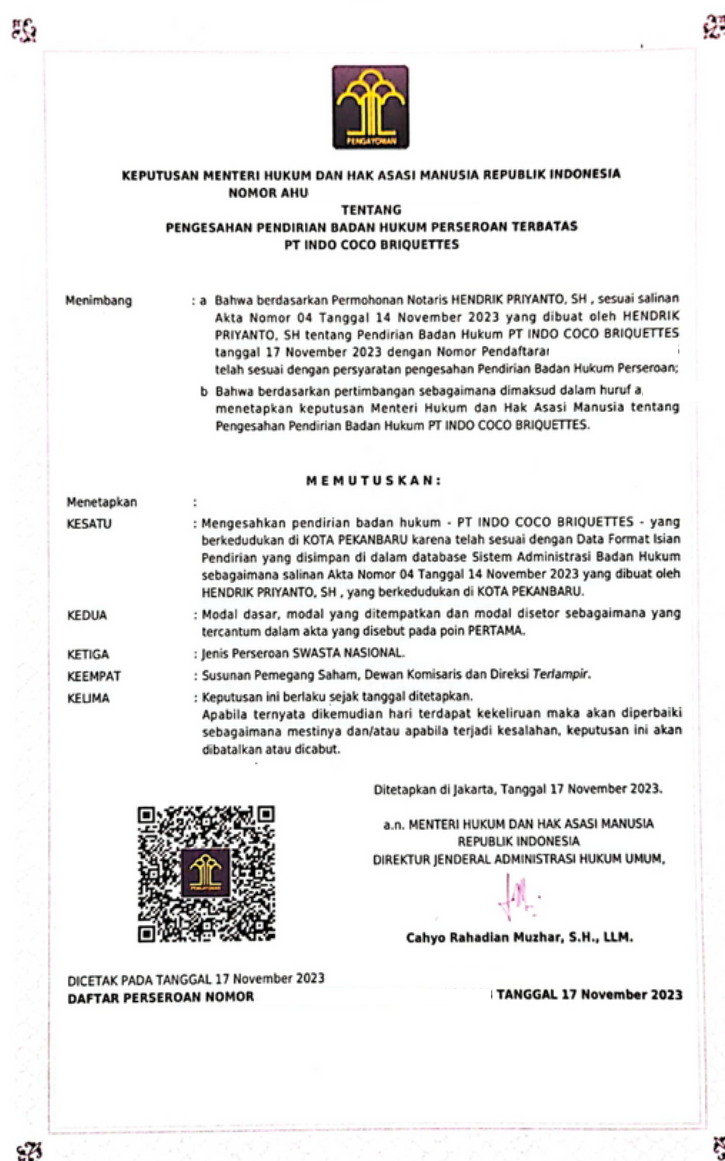 PENGAYOMAN
KEPUTUSAN MENTERI HUKUM DAN HAK ASASI MANUSIA REPUBLIK INDONESIA
NOMOR AHU
TENTANG
PENGESAHAN PENDIRIAN BADAN HUKUM PERSEROAN TERBATAS
PT INDO COCO BRIQUETTES
Menimbang : a Bahwa berdasarkan Permohonan Notaris HENDRIK PRIYANTO, SH , sesuai salinan
Akta Nomor 04 Tanggal 14 November 2023 yang dibuat oleh HENDRIK
PRIYANTO, SH tentang Pendirian Badan Hukum PT INDO COCO BRIQUETTES
tanggal 17 November 2023 dengan Nomor Pendaftaran
telah sesuai dengan persyaratan pengesahan Pendirian Badan Hukum Perseroan;
b Bahwa berdasarkan pertimbangan sebagaimana dimaksud dalam huruf a,
menetapkan keputusan Menteri Hukum dan Hak Asasi Manusia tentang
Pengesahan Pendirian Badan Hukum PT INDO COCO BRIQUETTES.
M E M U T U S K A N :
Menetapkan :
KESATU : Mengesahkan pendirian badan hukum - PT INDO COCO BRIQUETTES - yang
berkedudukan di KOTA PEKANBARU karena telah sesuai dengan Data Format Isian
Pendirian yang disimpan di dalam database Sistem Administrasi Badan Hukum
sebagaimana salinan Akta Nomor 04 Tanggal 14 November 2023 yang dibuat oleh
HENDRIK PRIYANTO, SH , yang berkedudukan di KOTA PEKANBARU.
KEDUA : Modal dasar, modal yang ditempatkan dan modal disetor sebagaimana yang
tercantum dalam akta yang disebut pada poin PERTAMA.
KETIGA : Jenis Perseroan SWASTA NASIONAL.
KEEMPAT : Susunan Pemegang Saham, Dewan Komisaris dan Direksi Terlampir.
KELIMA : Keputusan ini berlaku sejak tanggal ditetapkan.
Apabila ternyata dikemudian hari terdapat kekeliruan maka akan diperbaiki
sebagaimana mestinya dan/atau apabila terjadi kesalahan, keputusan ini akan
dibatalkan atau dicabut.
Ditetapkan di Jakarta, Tanggal 17 November 2023.
a.n. MENTERI HUKUM DAN HAK ASASI MANUSIA
REPUBLIK INDONESIA
DIREKTUR JENDERAL ADMINISTRASI HUKUM UMUM,
Cahyo Rahadian Muzhar, S.H., LLM.
DICETAK PADA TANGGAL 17 November 2023
DAFTAR PERSEROAN NOMOR TANGGAL 17 November 2023